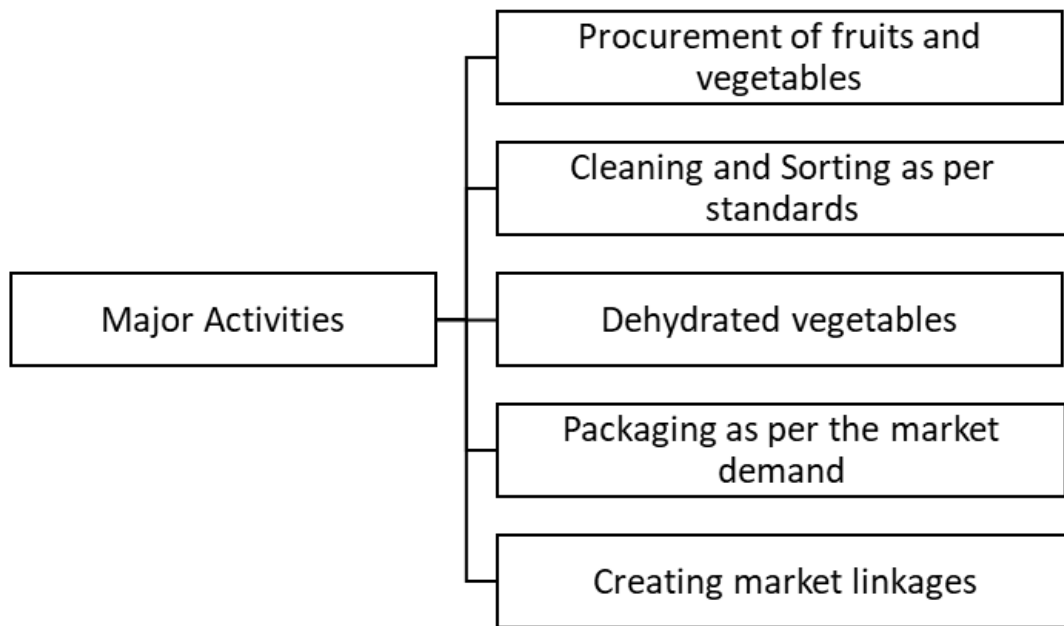 Procurement of fruits and
vegetables
Cleaning and Sorting as per
standards
Major Activities
Dehydrated vegetables
Packaging as per the market
demand
Creating market linkages